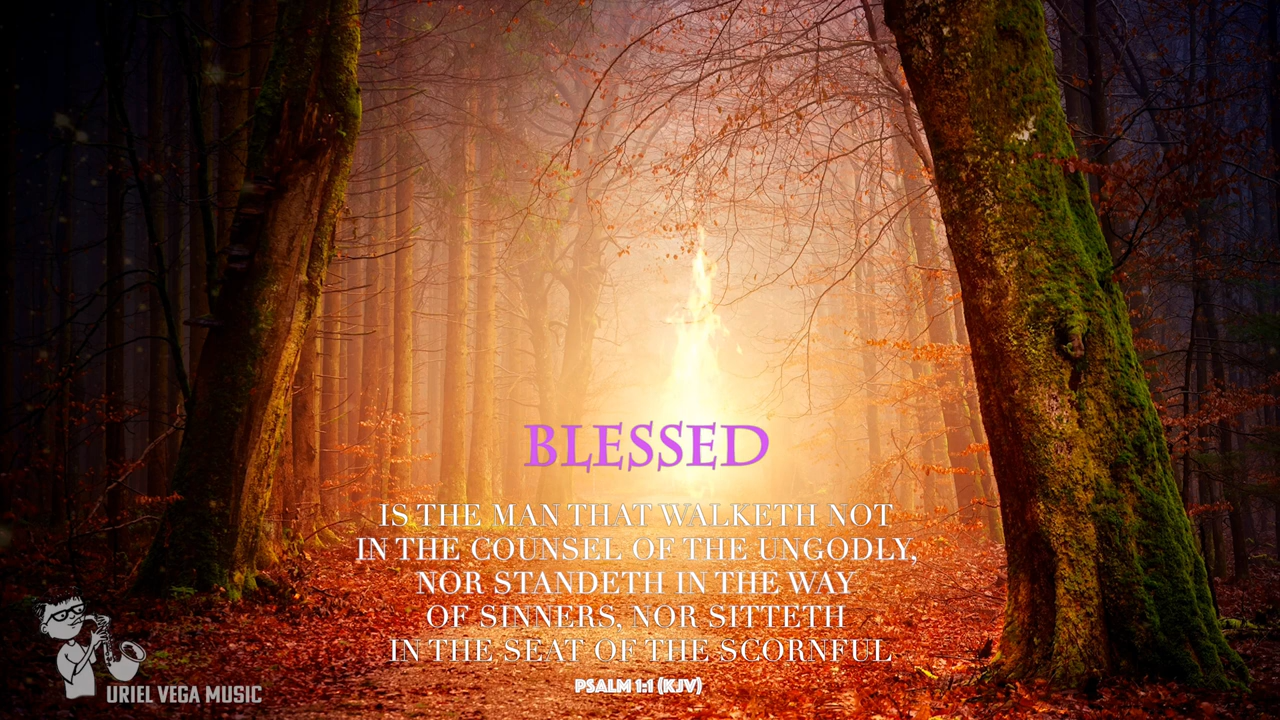 BLESSED
IS THE MAN THAT WALKETH NOT
IN THE COUNSEL OF THE UNGODLY,
NOR STANDETH IN THE WAY
OF SINNERS, NOR SITTETH
IN THE SEAT OF THE SCORNFUL
PSALM 1:1 (KJV)
URIEL VEGA MUSIC